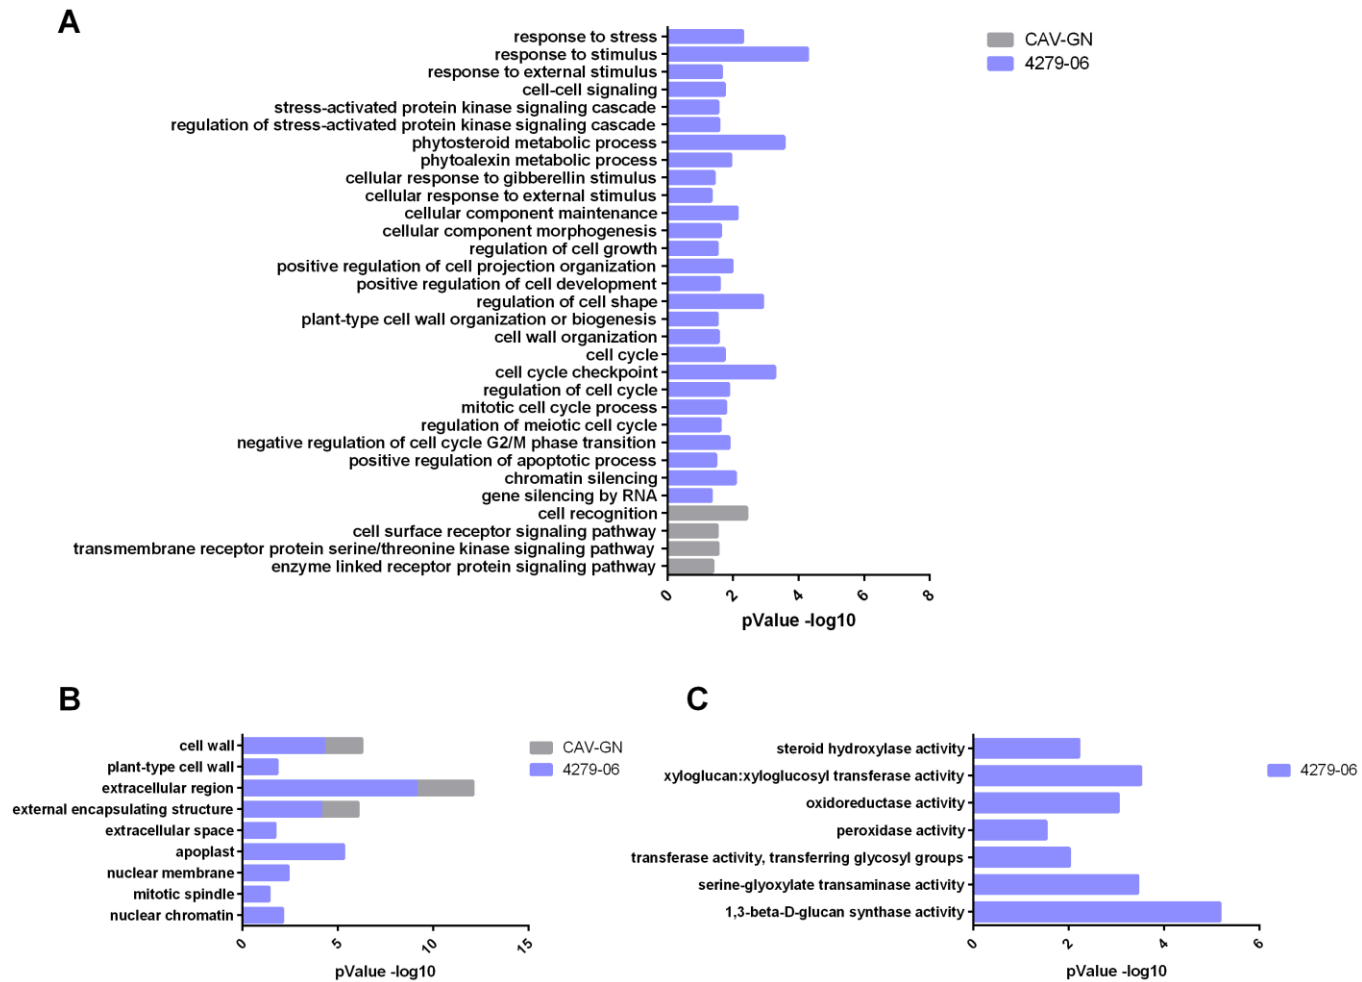 A
response to stress
response to stimulus
response to external stimulus
cell-cell signaling
stress-activated protein kinase signaling cascade
regulation of stress-activated protein kinase signaling cascade
phytosteroid metabolic process
phytoalexin metabolic process
cellular response to gibberellin stimulus
cellular response to external stimulus
cellular component maintenance
cellular component morphogenesis
regulation of cell growth
positive regulation of cell projection organization
positive regulation of cell development
regulation of cell shape
plant-type cell wall organization or biogenesis
cell wall organization
cell cycle
cell cycle checkpoint
regulation of cell cycle
mitotic cell cycle process
regulation of meiotic cell cycle
negative regulation of cell cycle G2/M phase transition
positive regulation of apoptotic process
chromatin silencing
gene silencing by RNA
cell recognition
cell surface receptor signaling pathway
transmembrane receptor protein serine/threonine kinase signaling pathway
enzyme linked receptor protein signaling pathway
0 2 4 6 8
pValue -log10
CAV-GN
4279-06
B
cell wall
plant-type cell wall
extracellular region
external encapsulating structure
extracellular space
apoplast
nuclear membrane
mitotic spindle
nuclear chromatin
0 5 10 15
pValue -log10
CAV-GN
4279-06
C
steroid hydroxylase activity
xyloglucan:xyloglucosyl transferase activity
oxidoreductase activity
peroxidase activity
transferase activity, transferring glycosyl groups
serine-glyoxylate transaminase activity
1,3-beta-D-glucan synthase activity
0 2 4 6
pValue -log10
4279-06